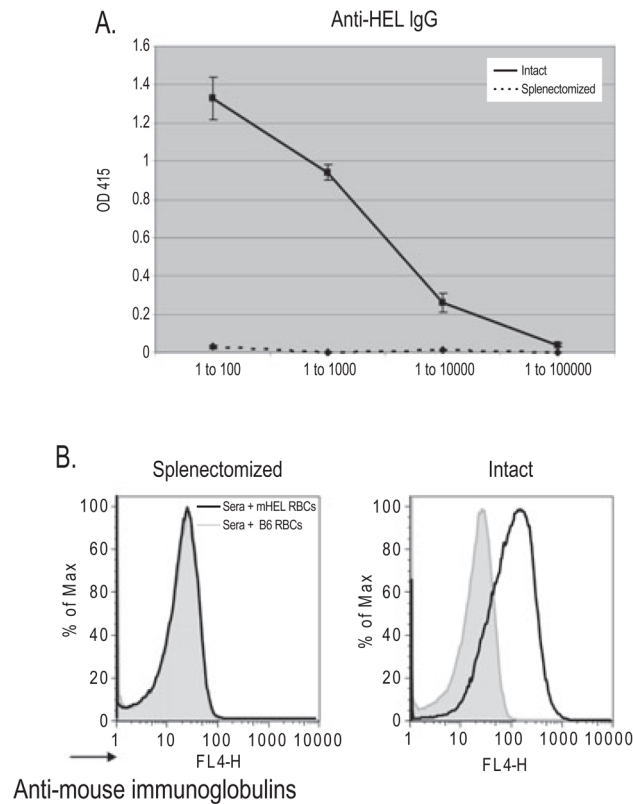 A.
Anti-HEL IgG
1.6
1.4
1.2
1
0.8
0.6
0.4
0.2
0
OD 415
Intact
Splenectomized
1 to 100
1 to 1000
1 to 10000
1 to 100000
B.
Splenectomized
Intact
Sera + mHEL RBCs
Sera + B6 RBCs
100
60
80
40
20
0
% of Max
1
10
100
1000
10000
FL4-H
100
80
60
40
20
0
% of Max
1
10
100
1000
10000
FL4-H
Anti-mouse immunoglobulins